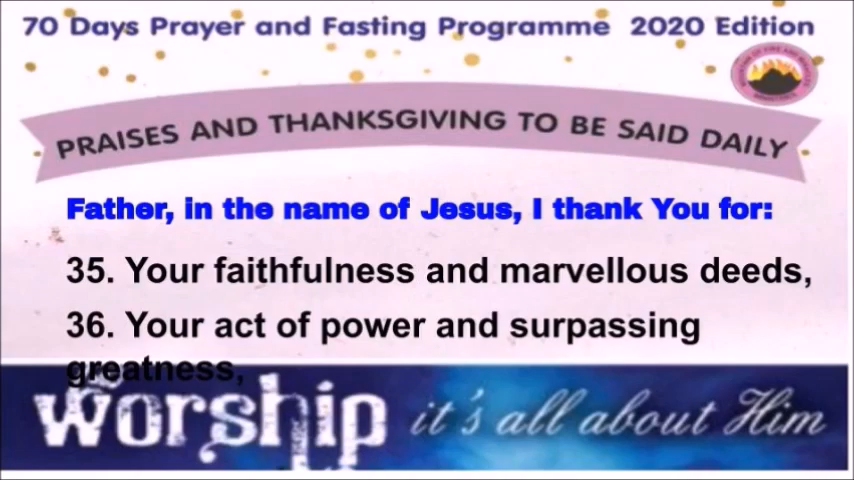 70 Days Prayer and Fasting Programme 2020 Edition
PRAISES AND THANKSGIVING TO BE SAID DAILY
Father, in the name of Jesus, I thank You for:
35. Your faithfulness and marvellous deeds,
36. Your act of power and surpassing
greatness,
worship it's all about Him